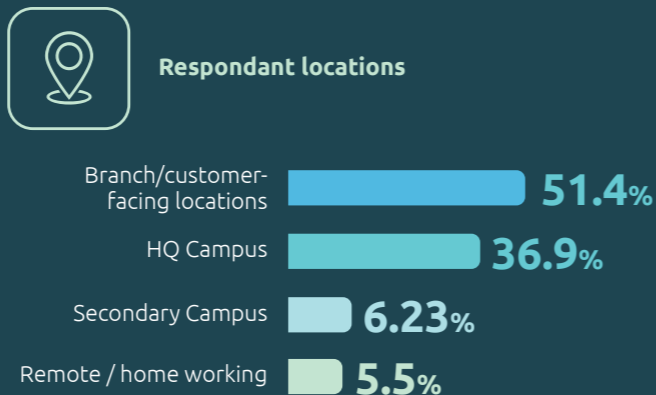 Respondant locations
Branch/customer-
facing locations
51.4%
HQ Campus
36.9%
Secondary Campus
6.23%
Remote / home working
5.5%